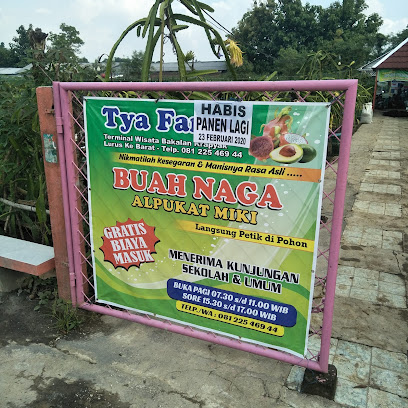 Tya Fa
HABIS
PANEN LAGI
23 FEBRUARI 2020
Terminal Wisata Bakalan Krapyak
Lurus Ke Barat - Telp. 081 225 469 44
Nikmatilah Kesegaran & Manisnya Rasa Asli .....
BUAH NAGA
ALPUKAT MIKI
Langsung Petik di Pohon
GRATIS
BIAYA
MASUK
MENERIMA KUNJUNGAN
SEKOLAH & UMUM
BUKA PAGI 07.30 s/d 11.00 WIB
SORE 15.30 s/d 17.00 WIB
TELP./WA : 081 225 469 44